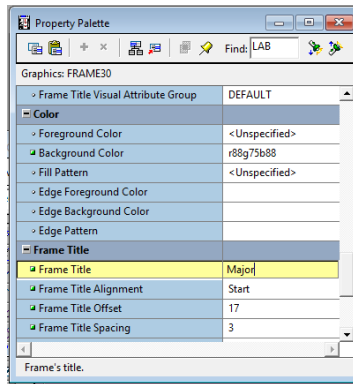 Property Palette
Find: LAB
Graphics: FRAME30
Frame Title Visual Attribute Group DEFAULT
Color
Foreground Color <Unspecified>
Background Color r88g75b88
Fill Pattern <Unspecified>
Edge Foreground Color
Edge Background Color
Edge Pattern
Frame Title
Frame Title Major
Frame Title Alignment Start
Frame Title Offset 17
Frame Title Spacing 3
Frame's title.